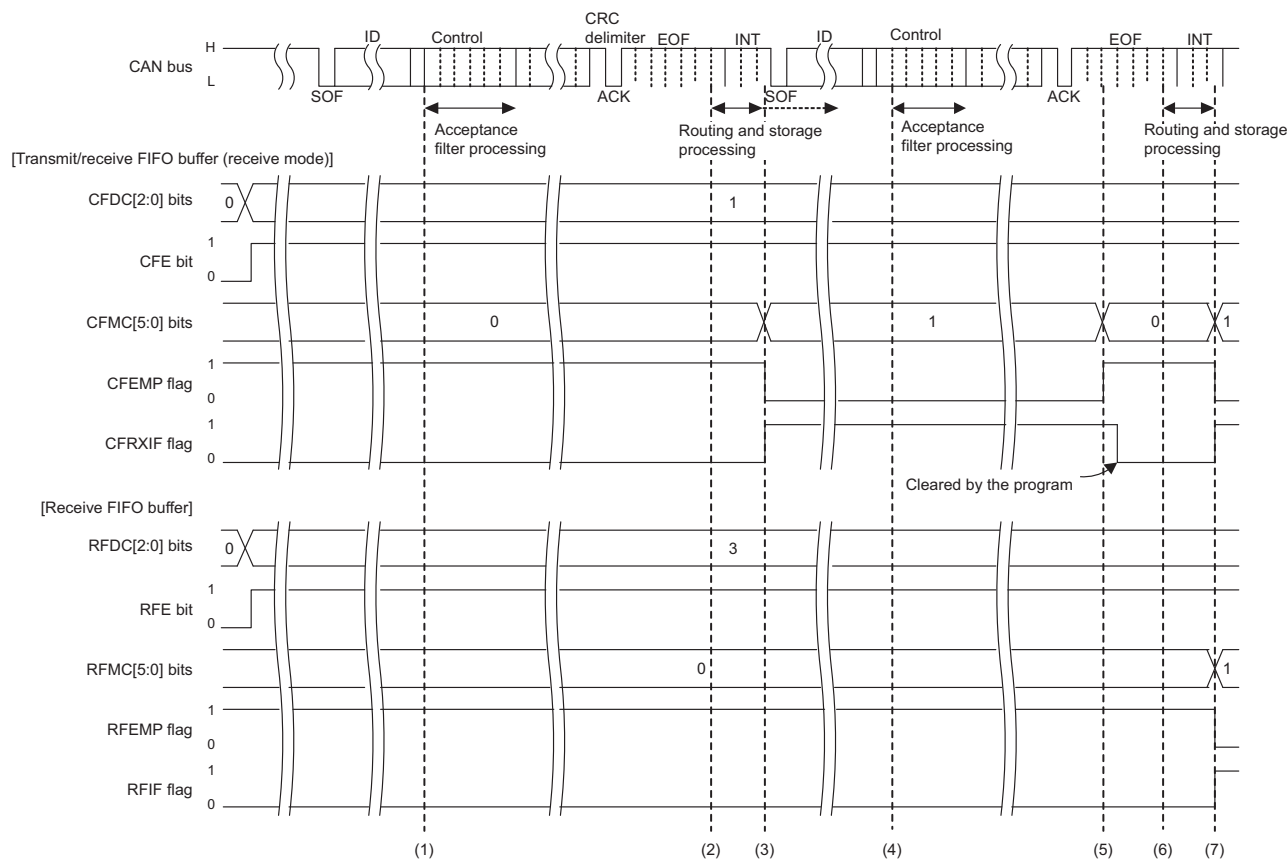 CRC
delimiter
ID
Control
EOF
INT
ID
Control
EOF
INT
H
CAN bus
L
SOF
ACK
SOF
ACK
Acceptance
filter processing
Routing and storage
processing
Acceptance
filter processing
Routing and storage
processing
[Transmit/receive FIFO buffer (receive mode)]
CFDC[2:0] bits
0
1
CFE bit
1
0
CFMC[5:0] bits
0
1
0
1
CFEMP flag
1
0
CFRXIF flag
1
0
Cleared by the program
[Receive FIFO buffer]
RFDC[2:0] bits
0
3
RFE bit
1
0
RFMC[5:0] bits
0
1
RFEMP flag
1
0
RFIF flag
1
0
(1) (2) (3) (4) (5) (6) (7)